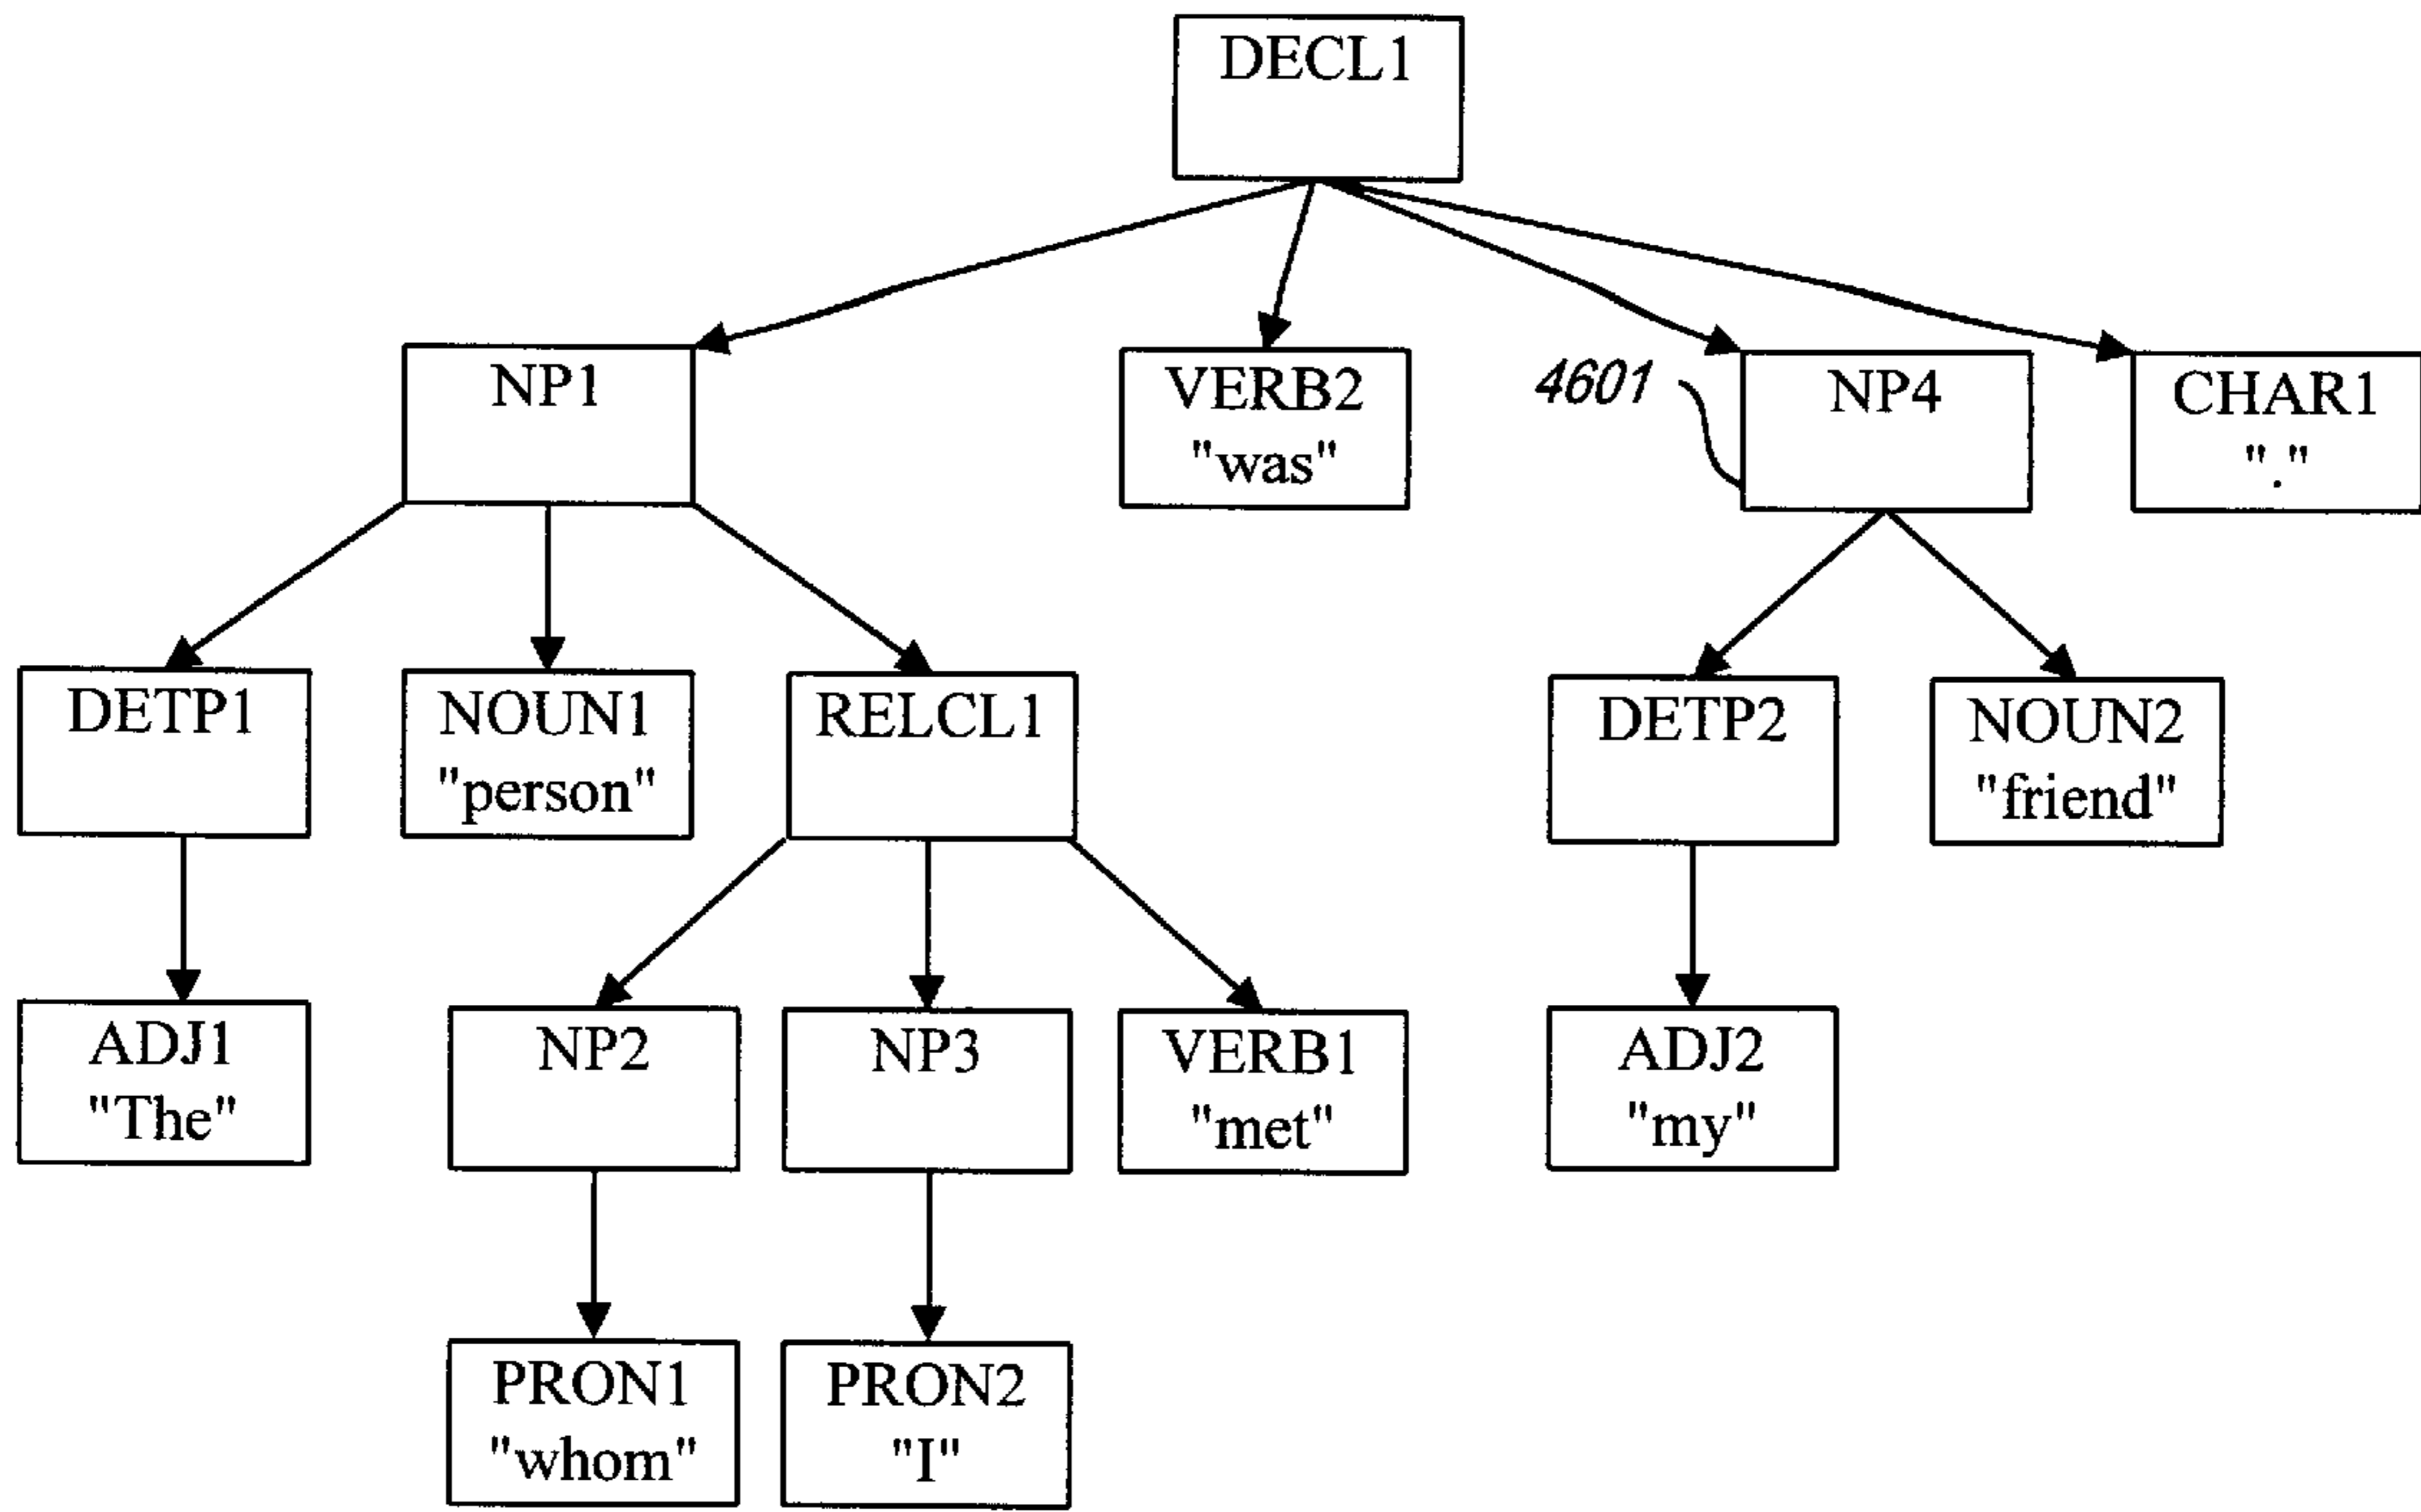 DECL1
NP1
VERB2
"was"
4601
NP4
CHAR1
"."
DETP1
NOUN1
"person"
RELCL1
DETP2
NOUN2
"friend"
ADJ1
"The"
NP2
NP3
VERB1
"met"
ADJ2
"my"
PRON1
"whom"
PRON2
"I"